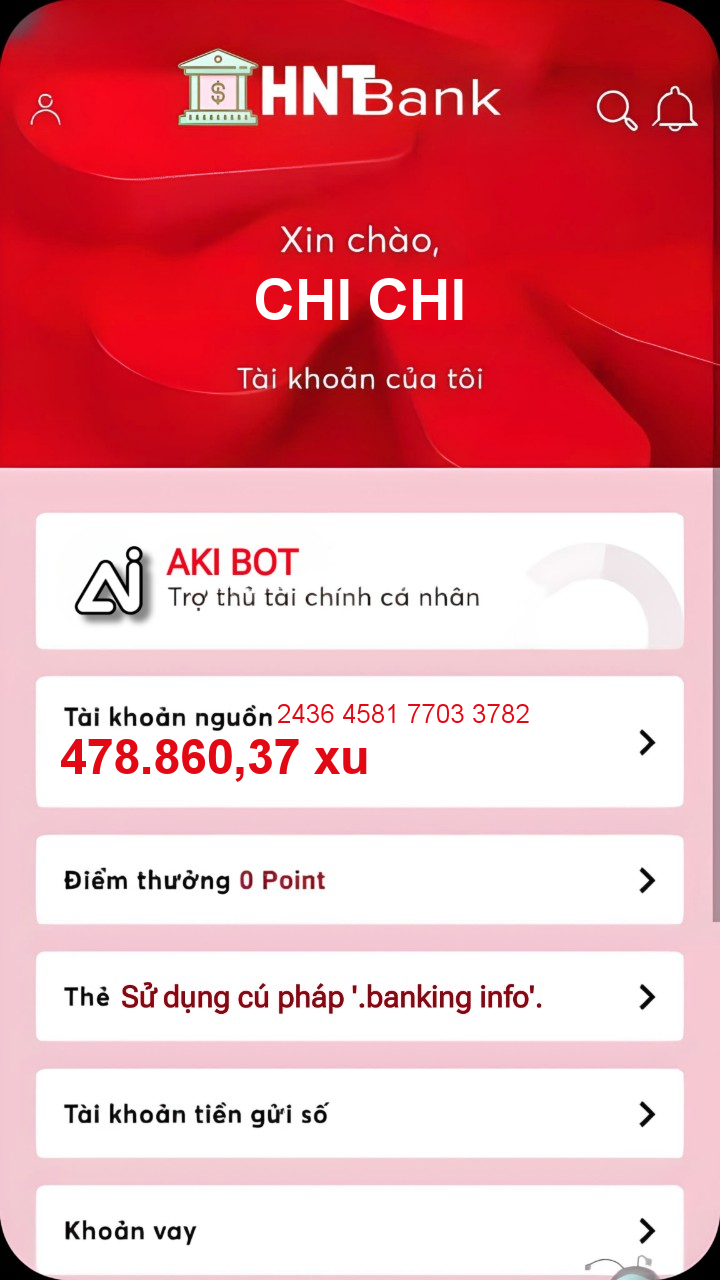 HNTBank
Xin chào,
CHI CHI
Tài khoản của tôi
AKI BOT
Trợ thủ tài chính cá nhân
Tài khoản nguồn 2436 4581 7703 3782
478.860,37 xu
Điểm thưởng 0 Point
Thẻ Sử dụng cú pháp '.banking info'.
Tài khoản tiền gửi số
Khoản vay